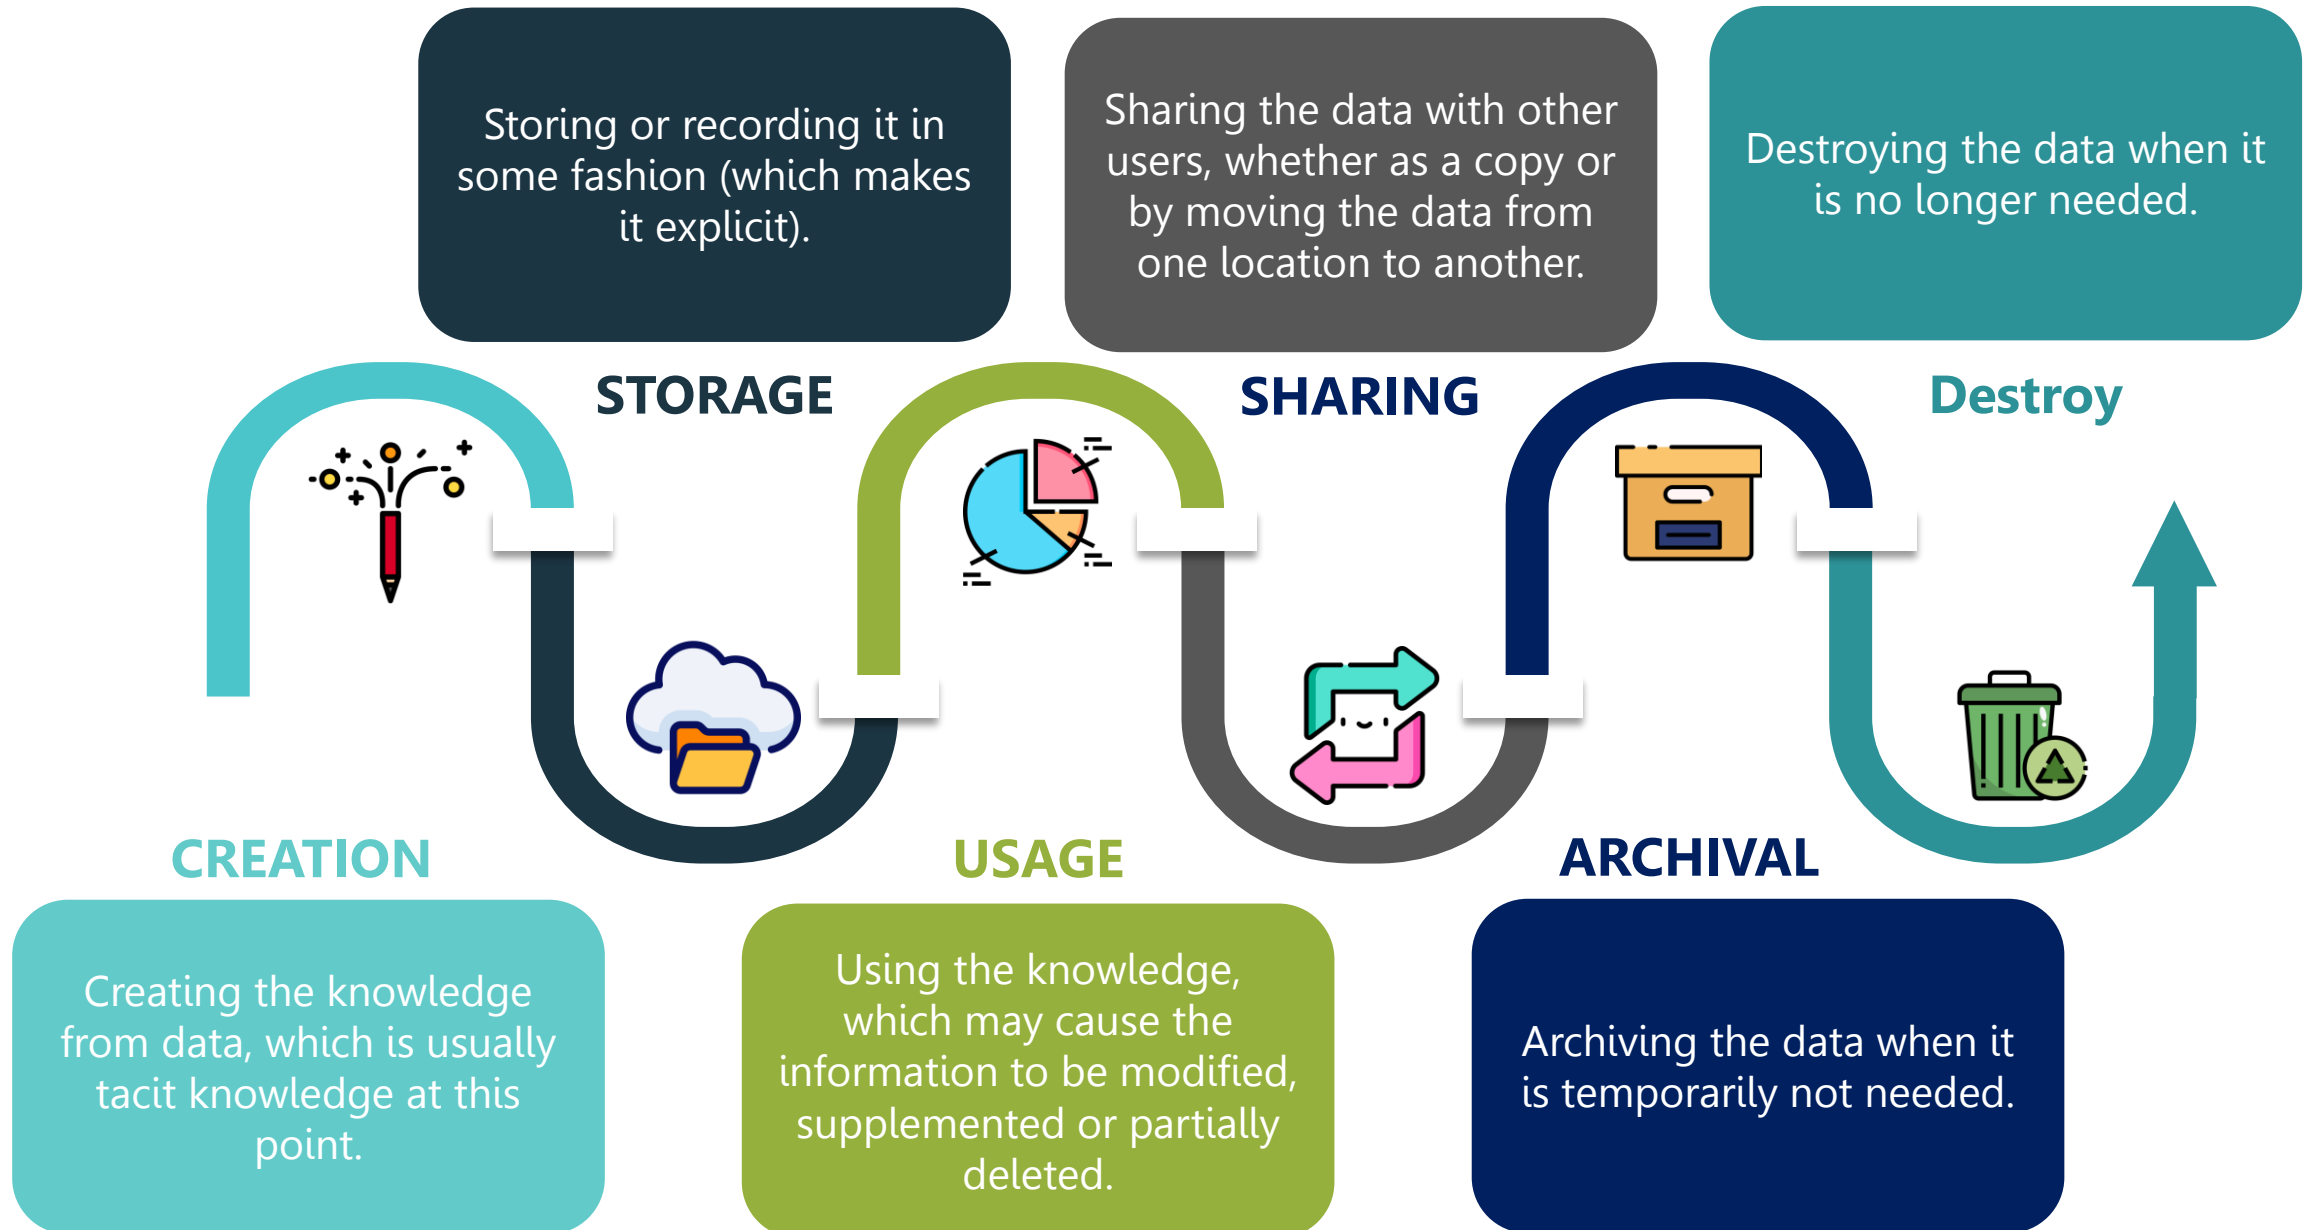 Storing or recording it in
some fashion (which makes
it explicit).
Sharing the data with other
users, whether as a copy or
by moving the data from
one location to another.
Destroying the data when it
is no longer needed.
STORAGE
SHARING
Destroy
CREATION
USAGE
ARCHIVAL
Creating the knowledge
from data, which is usually
tacit knowledge at this
point.
Using the knowledge,
which may cause the
information to be modified,
supplemented or partially
deleted.
Archiving the data when it
is temporarily not needed.